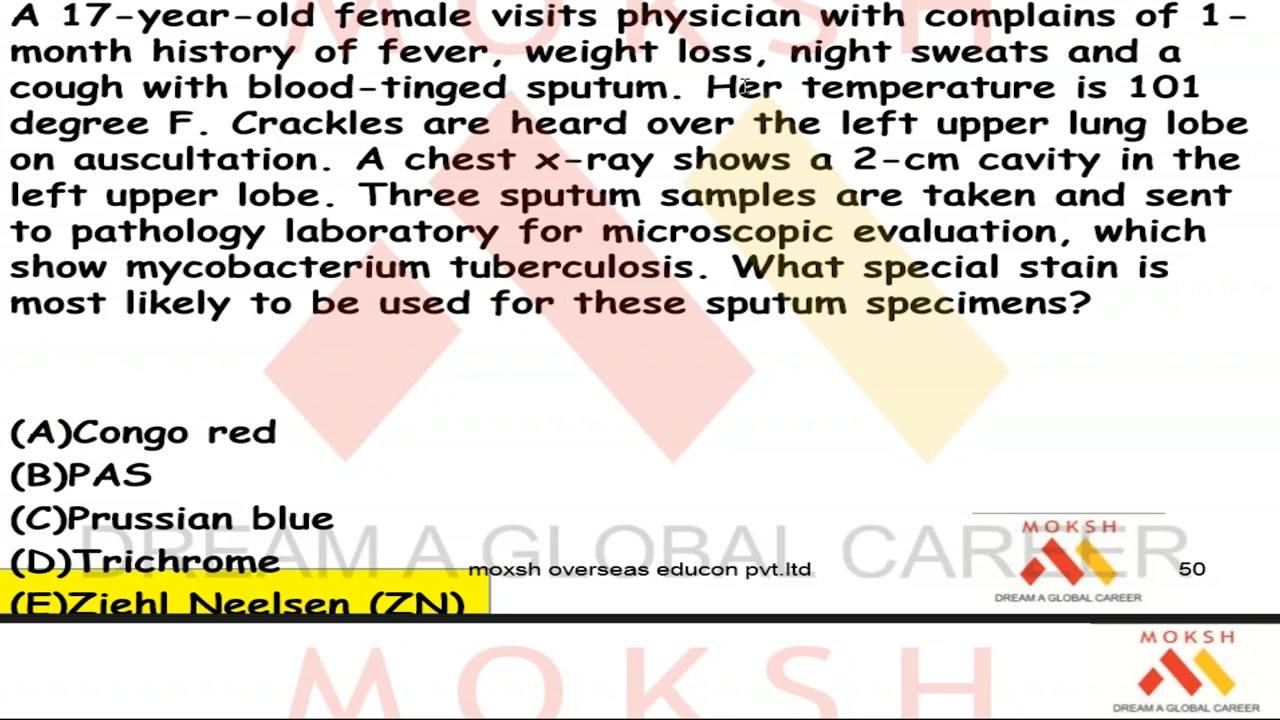 A 17-year-old female visits physician with complains of 1-
month history of fever, weight loss, night sweats and a
cough with blood-tinged sputum. Her temperature is 101
degree F. Crackles are heard over the left upper lung lobe
on auscultation. A chest x-ray shows a 2-cm cavity in the
left upper lobe. Three sputum samples are taken and sent
to pathology laboratory for microscopic evaluation, which
show mycobacterium tuberculosis. What special stain is
most likely to be used for these sputum specimens?
(A)Congo red
(B)PAS
(C)Prussian blue
(D)Trichrome
(E)Ziehl Neelsen (ZN)
DREAM A GLOBAL CAREER
moxsh overseas educon pvt.ltd
MOKSH
DREAM A GLOBAL CAREER
50
MOKSH
MOKSH
DREAM A GLOBAL CAREER